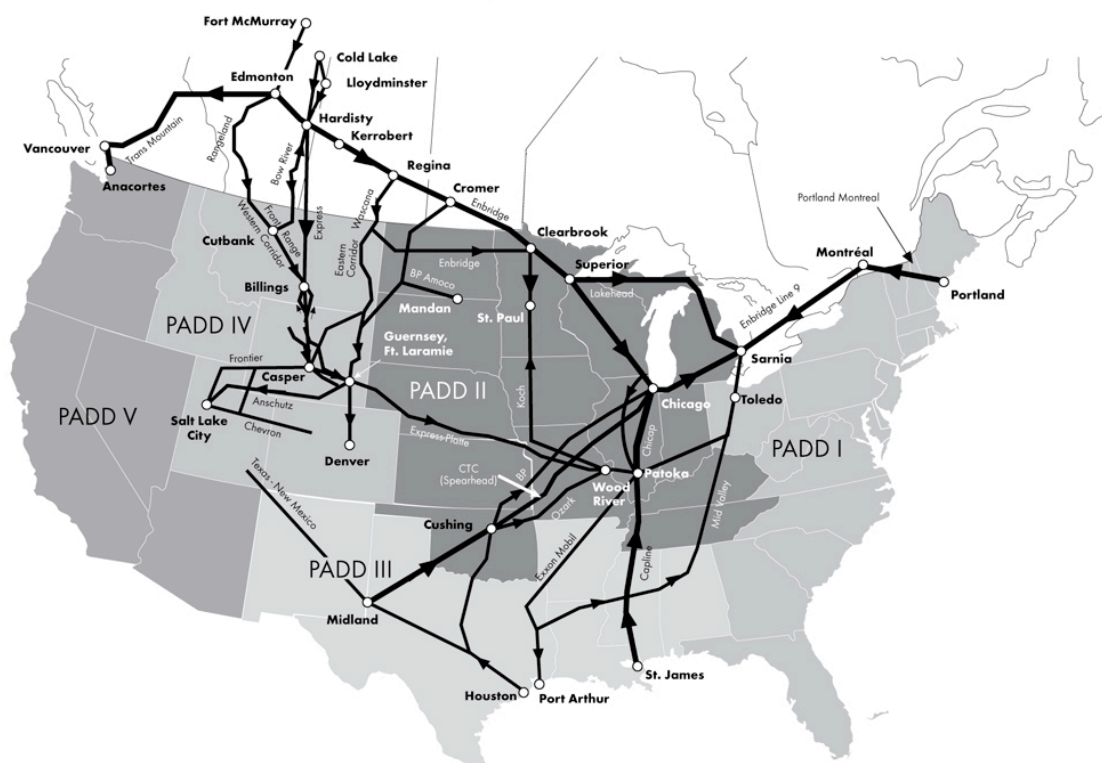 Fort McMurray
Cold Lake
Edmonton
Lloydminster
Hardisty
Kerrobert
Vancouver
Trans Mountain
Rangeland
Bow River
Anacortes
Regina
Cromer
Enbridge
Portland Montreal
Wascana
Western Corridor
Front Range
Express
Cutbank
Eastern
Corridor
Clearbrook
Montréal
Enbridge
Superior
BP Amoco
Lakehead
Billings
Mandan
St. Paul
Portland
Enbridge Line 9
PADD IV
Guernsey,
Ft. Laramie
Sarnia
Frontier
Casper
PADD II
Koch
Chicago
Toledo
PADD V
Salt Lake
City
Anschutz
Chevron
Express-Platte
Chicap
PADD I
Denver
CTC
(Spearhead)
BP
Wood
River
Patoka
Texas - New Mexico
Ozark
Mid Valley
Cushing
Exxon Mobil
Capline
PADD III
Midland
St. James
Houston
Port Arthur